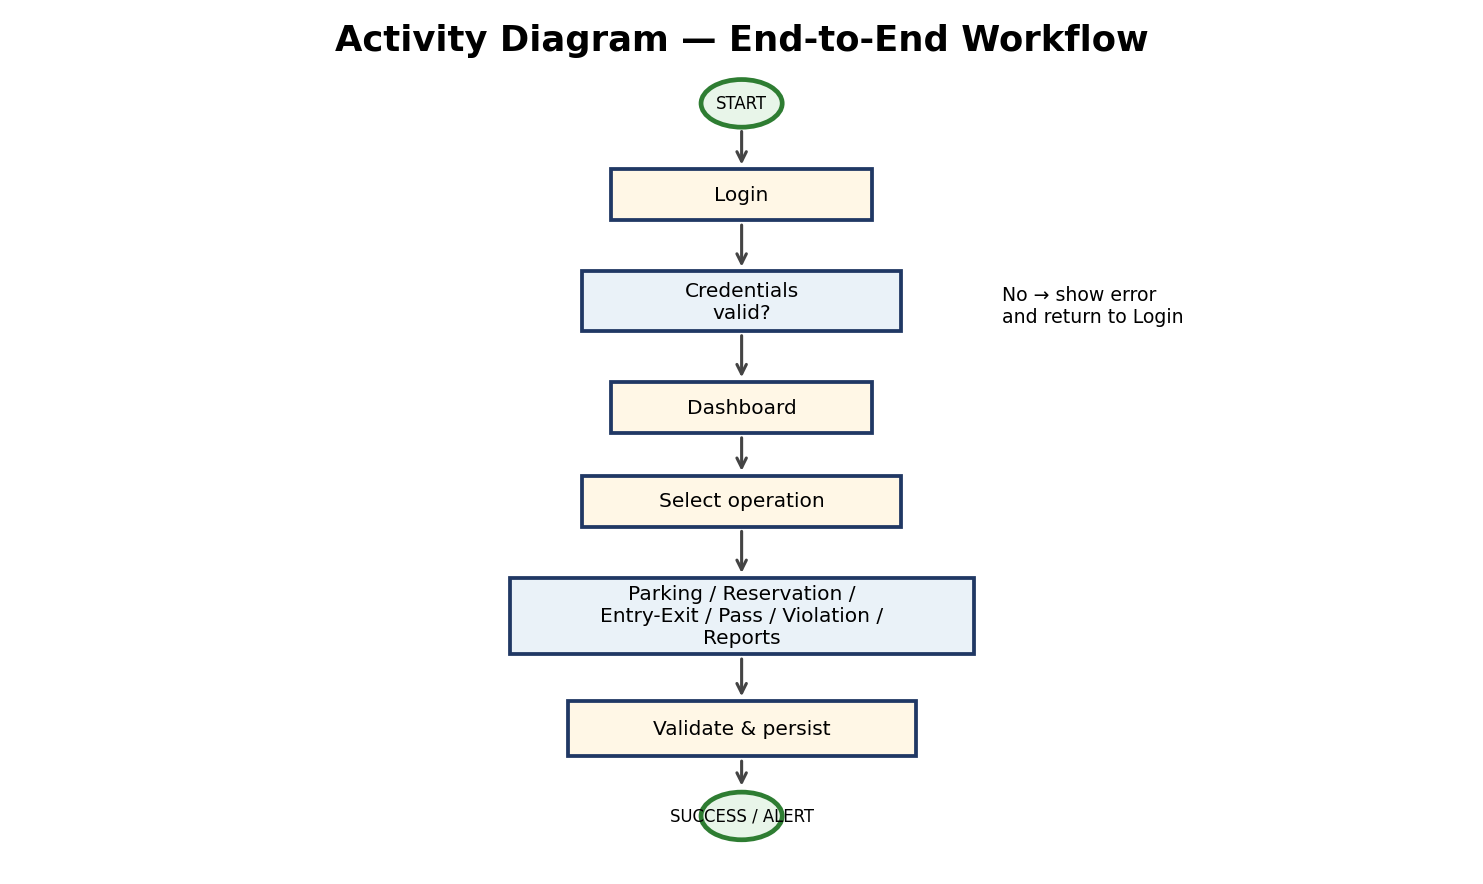 Activity Diagram — End-to-End Workflow
START
Login
Credentials
valid?
No → show error
and return to Login
Dashboard
Select operation
Parking / Reservation /
Entry-Exit / Pass / Violation /
Reports
Validate & persist
SUCCESS / ALERT